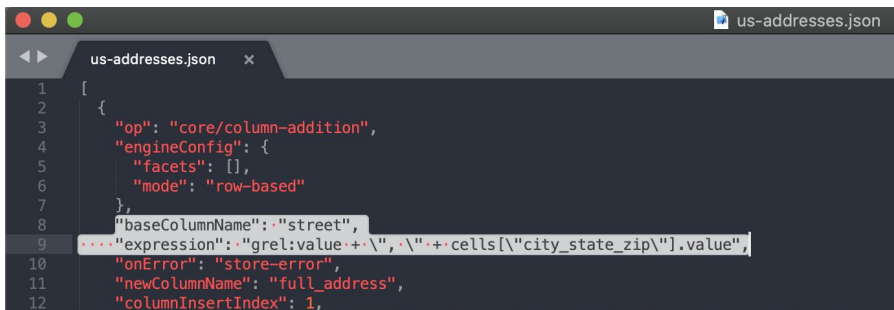 us-addresses.json
us-addresses.json ×
1 [
2 {
3 "op": "core/column-addition",
4 "engineConfig": {
5 "facets": [],
6 "mode": "row-based"
7 },
8 "baseColumnName": "street",
9 "expression": "grel:value + \", \" + cells[\"city_state_zip\"].value",
10 "onError": "store-error",
11 "newColumnName": "full_address",
12 "columnInsertIndex": 1,